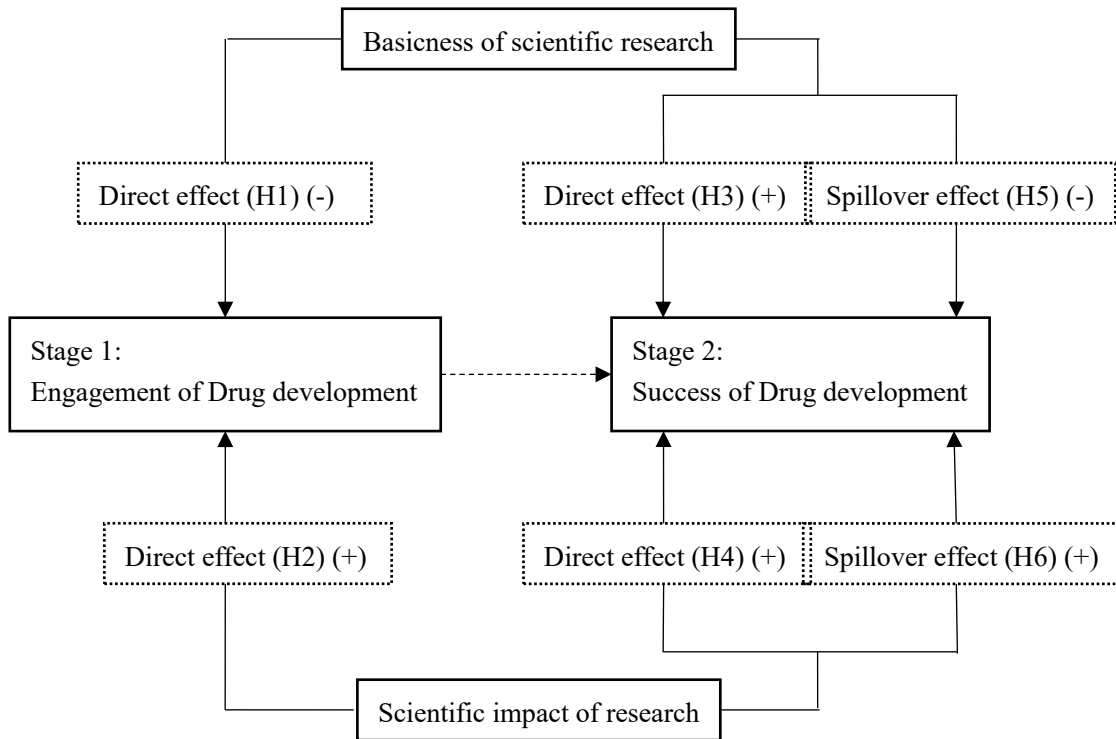 Basicness of scientific research
Direct effect (H1) (-)
Direct effect (H3) (+)
Spillover effect (H5) (-)
Stage 1:
Engagement of Drug development
Stage 2:
Success of Drug development
Direct effect (H2) (+)
Direct effect (H4) (+)
Spillover effect (H6) (+)
Scientific impact of research